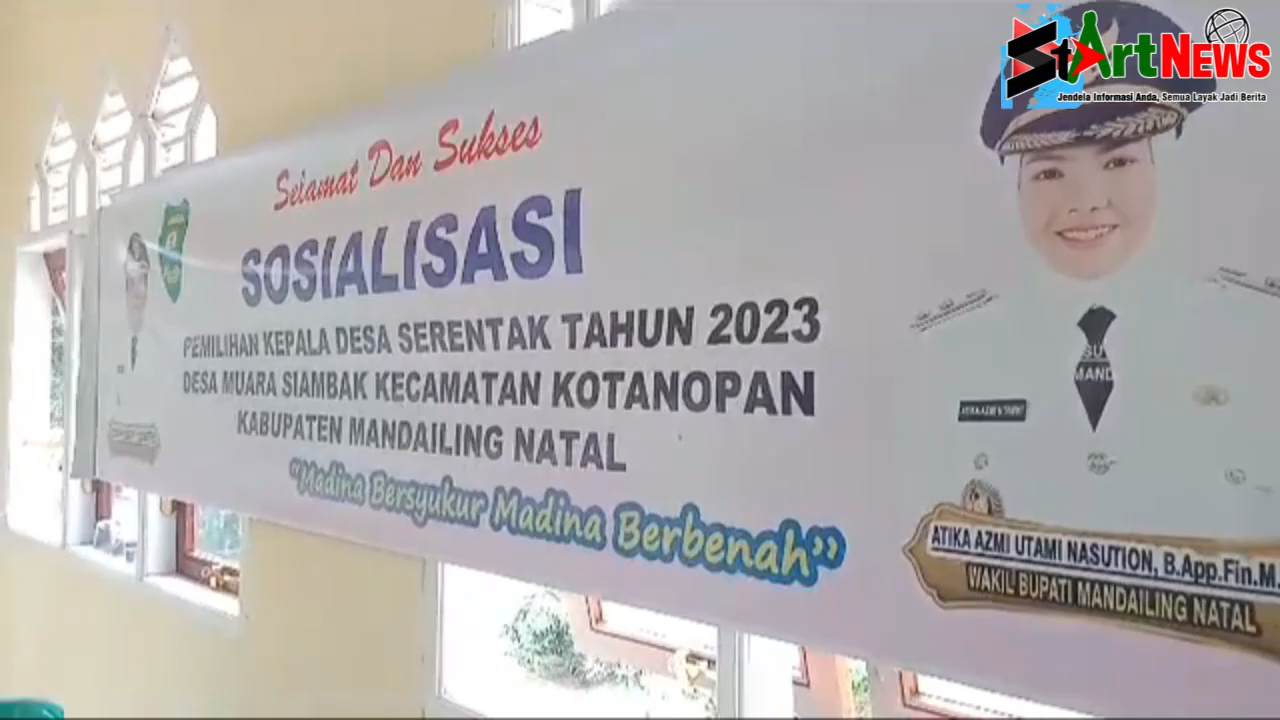 StArtNEWS
Jendela Informasi Anda, Semua Layak Jadi Berita
Selamat Dan Sukses
SOSIALISASI
PEMILIHAN KEPALA DESA SERENTAK TAHUN 2023
DESA MUARA SIAMBAK KECAMATAN KOTANOPAN
KABUPATEN MANDAILING NATAL
"Madina Bersyukur Madina Berbenah"
ATIKA AZMI UTAMI NASUTION, B.App.Fin.M.
WAKIL BUPATI MANDAILING NATAL